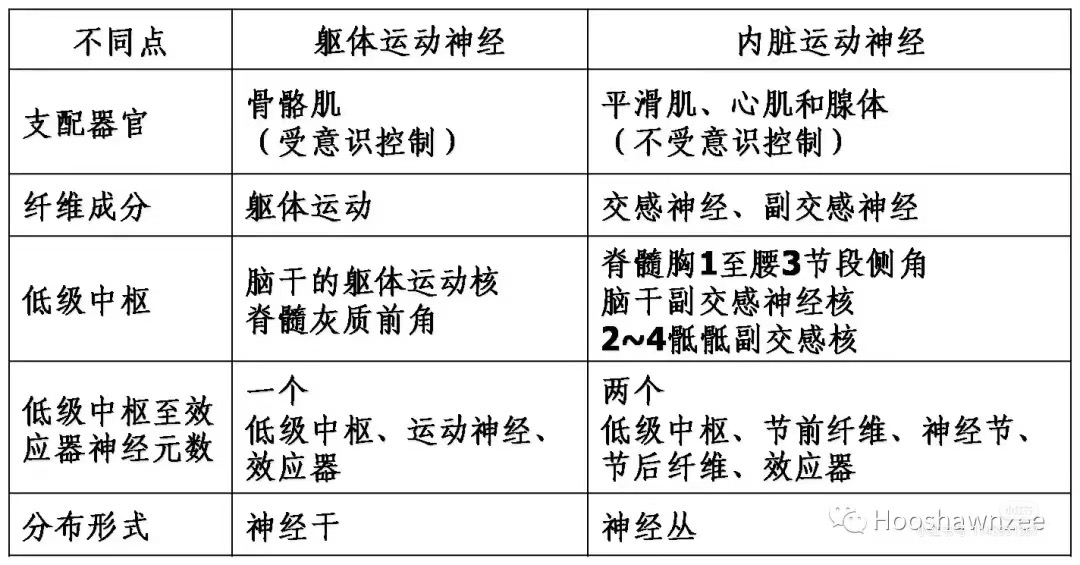 不同点
躯体运动神经
内脏运动神经
支配器官
骨骼肌
（受意识控制）
平滑肌、心肌和腺体
（不受意识控制）
纤维成分
躯体运动
交感神经、副交感神经
低级中枢
脑干的躯体运动核
脊髓灰质前角
脊髓胸1至腰3节段侧角
脑干副交感神经核
2~4骶骶副交感核
低级中枢至效
应器神经元数
一个
低级中枢、运动神经、
效应器
两个
低级中枢、节前纤维、神经节、
节后纤维、效应器
分布形式
神经干
神经丛
Hooshawnzee
小红书